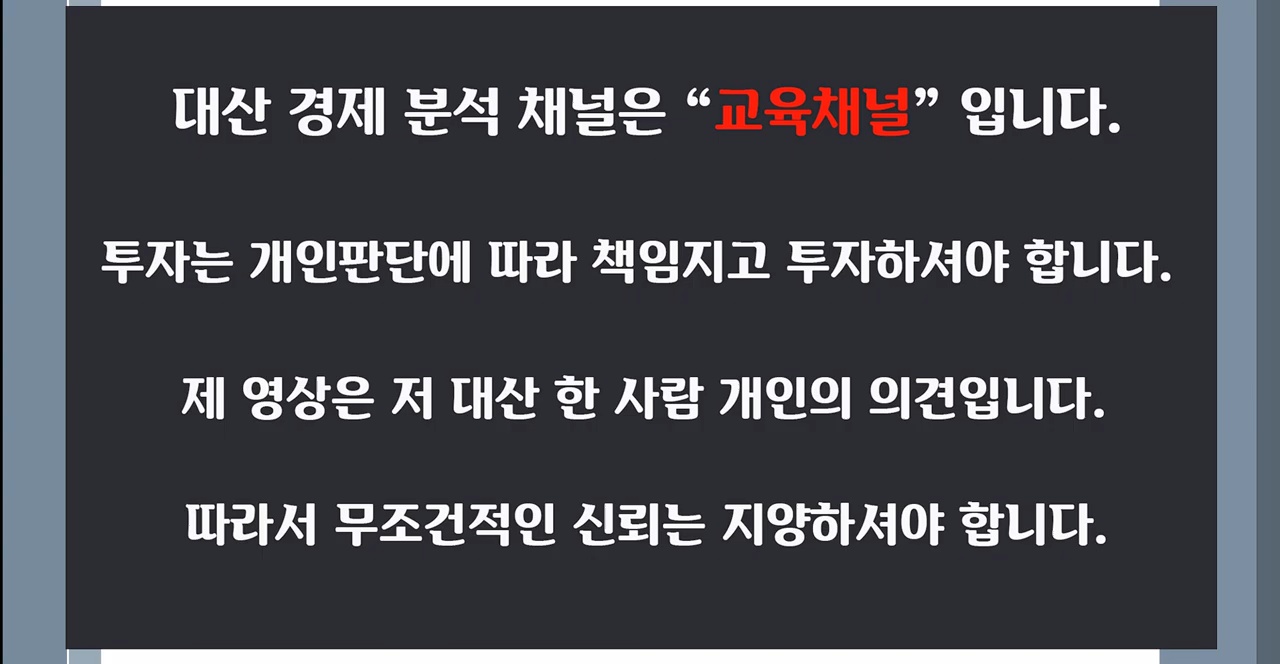 대산 경제 분석 채널은 “교육채널” 입니다.
투자는 개인판단에 따라 책임지고 투자하셔야 합니다.
제 영상은 저 대산 한 사람 개인의 의견입니다.
따라서 무조건적인 신뢰는 지양하셔야 합니다.